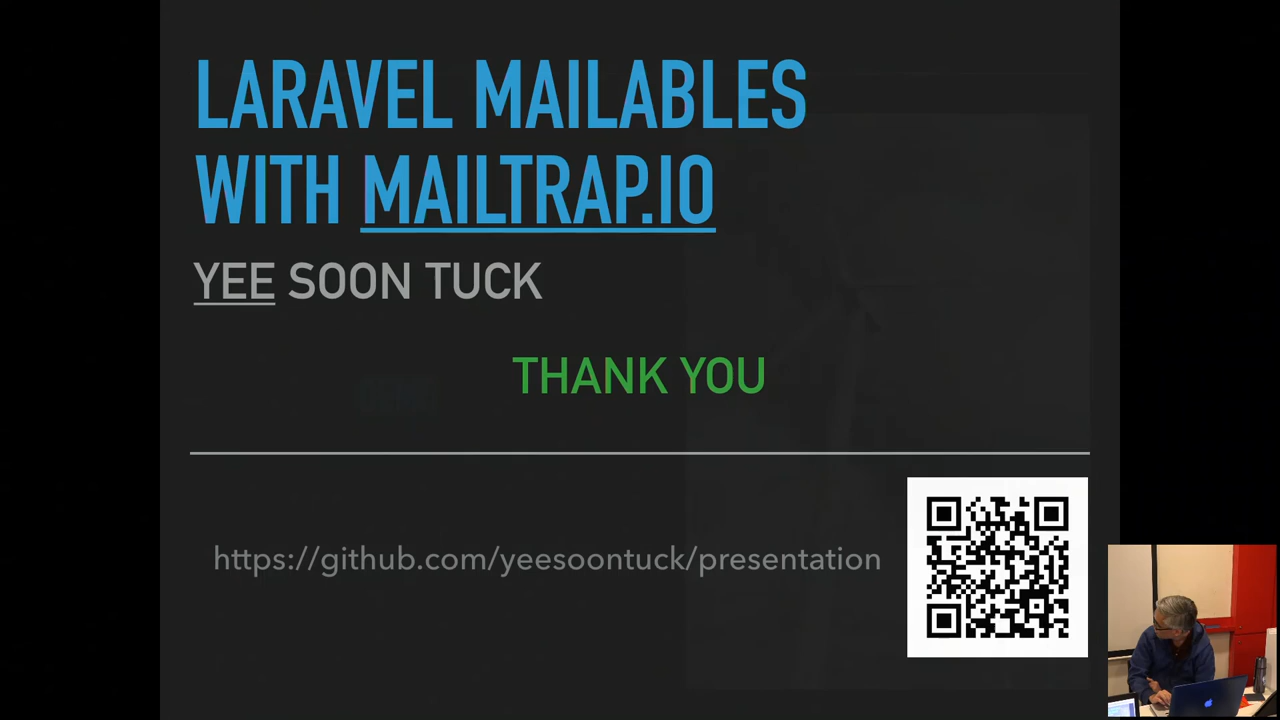 LARAVEL MAILABLES
WITH MAILTRAP.IO
YEE SOON TUCK
THANK YOU
https://github.com/yeesoontuck/presentation